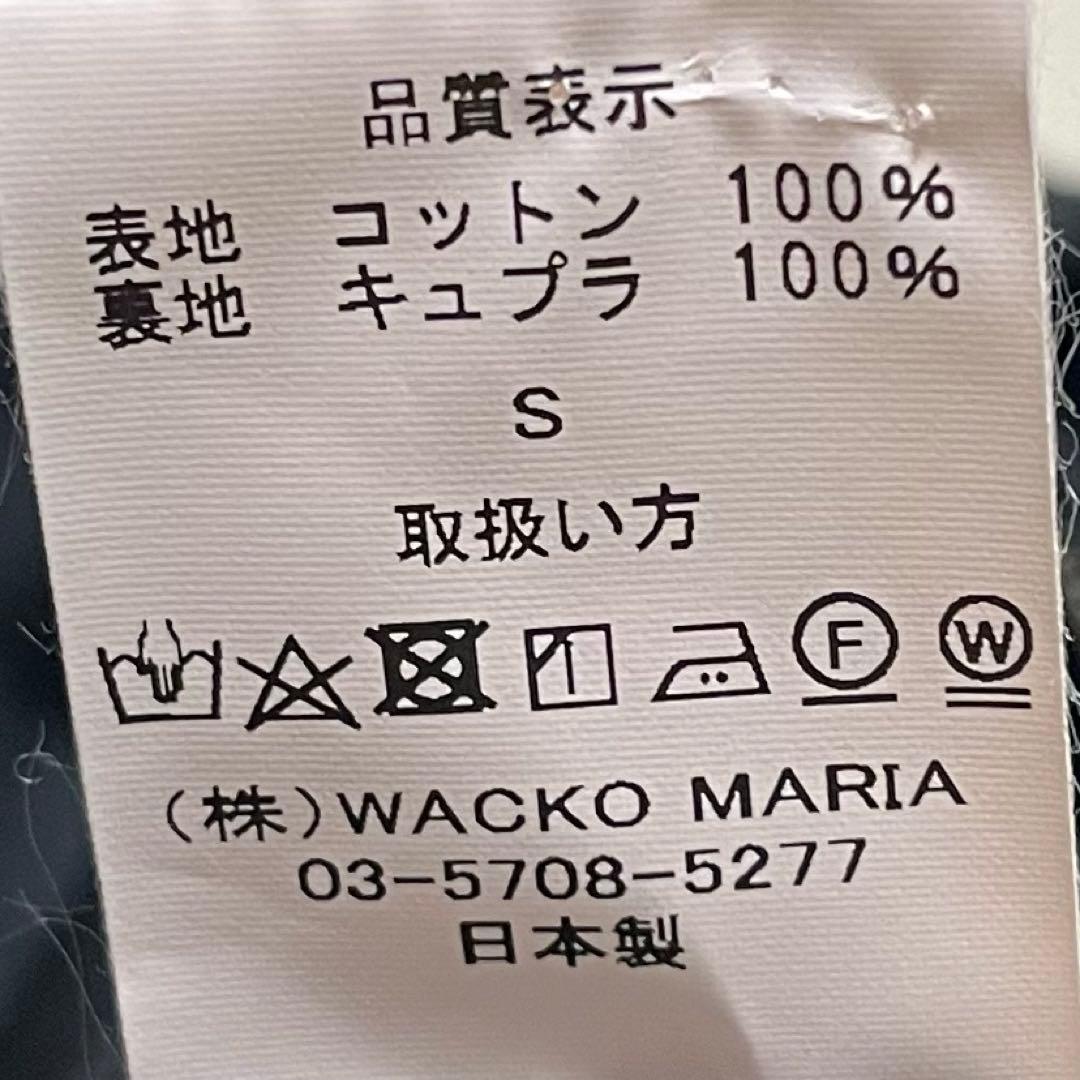 品質表示
表地 コットン 100%
裏地 キュプラ 100%
S
取扱い方
F W
(株)WACKO MARIA
03-5708-5277
日本製